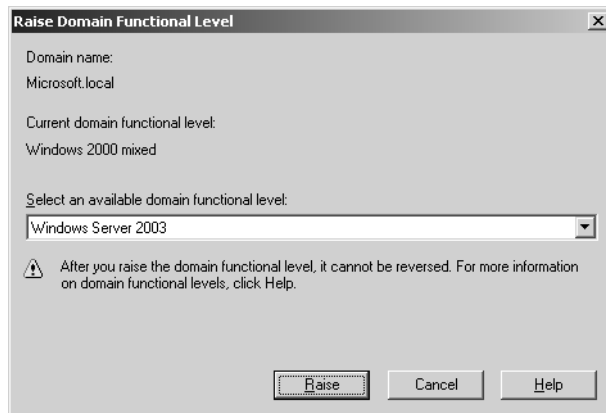 Raise Domain Functional Level
Domain name:
Microsoft.local
Current domain functional level:
Windows 2000 mixed
Select an available domain functional level:
Windows Server 2003
After you raise the domain functional level, it cannot be reversed. For more information
on domain functional levels, click Help.
Raise Cancel Help